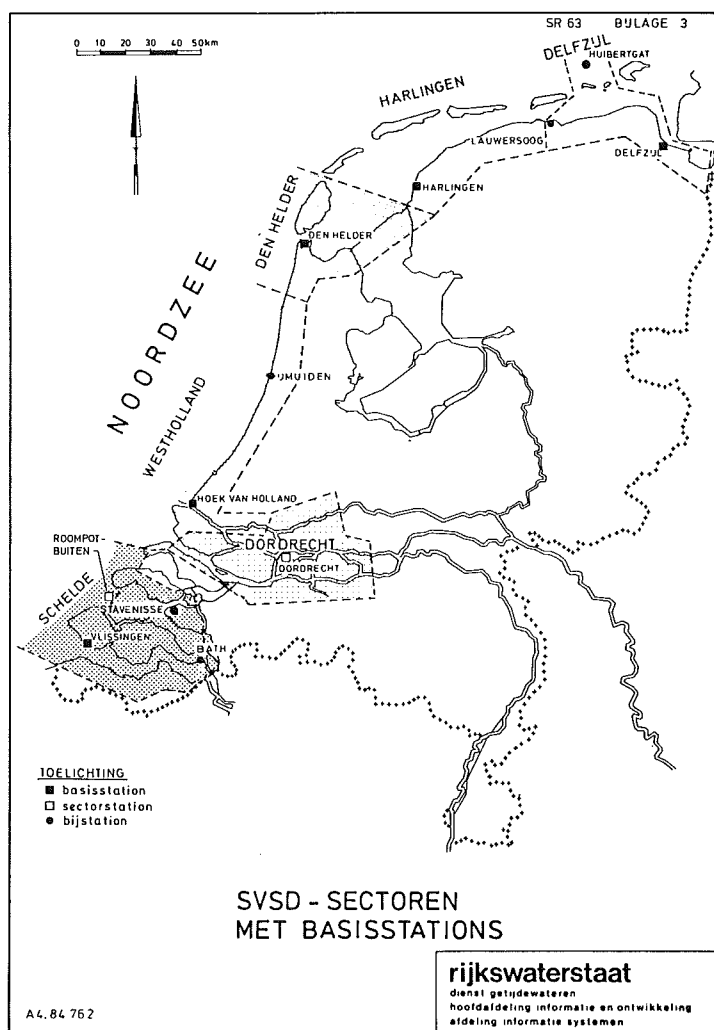 SR 63 BIJLAGE 3
0 10 20 30 40 50km
DELFZIJL
HUIBERTGAT
HARLINGEN
LAUWERSOOG
DELFZIJL
HARLINGEN
DEN HELDER
DEN HELDER
NOORDZEE
IJMUIDEN
WESTHOLLAND
HOEK VAN HOLLAND
ROOMPOT-
BUITEN
DORDRECHT
DORDRECHT
SCHELDE
STAVENISSE
VLISSINGEN
BATH
TOELICHTING
basisstation
sectorstation
bijstation
SVSD - SECTOREN
MET BASISSTATIONS
rijkswaterstaat
dienst getijdewateren
hoofdafdeling informatie en ontwikkeling
afdeling informatie systemen
A4.84 762